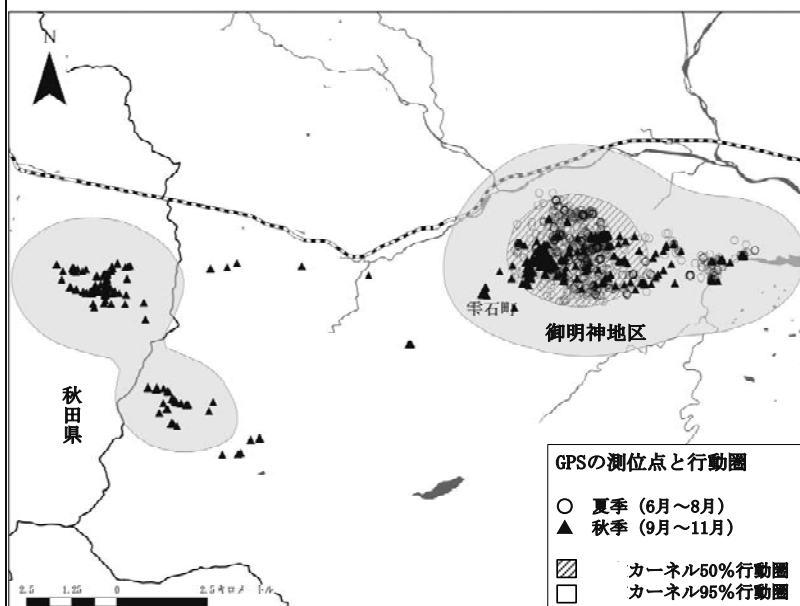 N
雫石町
御明神地区
秋田県
GPSの測位点と行動圏
○ 夏季（6月～8月）
▲ 秋季（9月～11月）
カーネル50%行動圏
カーネル95%行動圏
2.5 1.25 0 2.5キロメートル